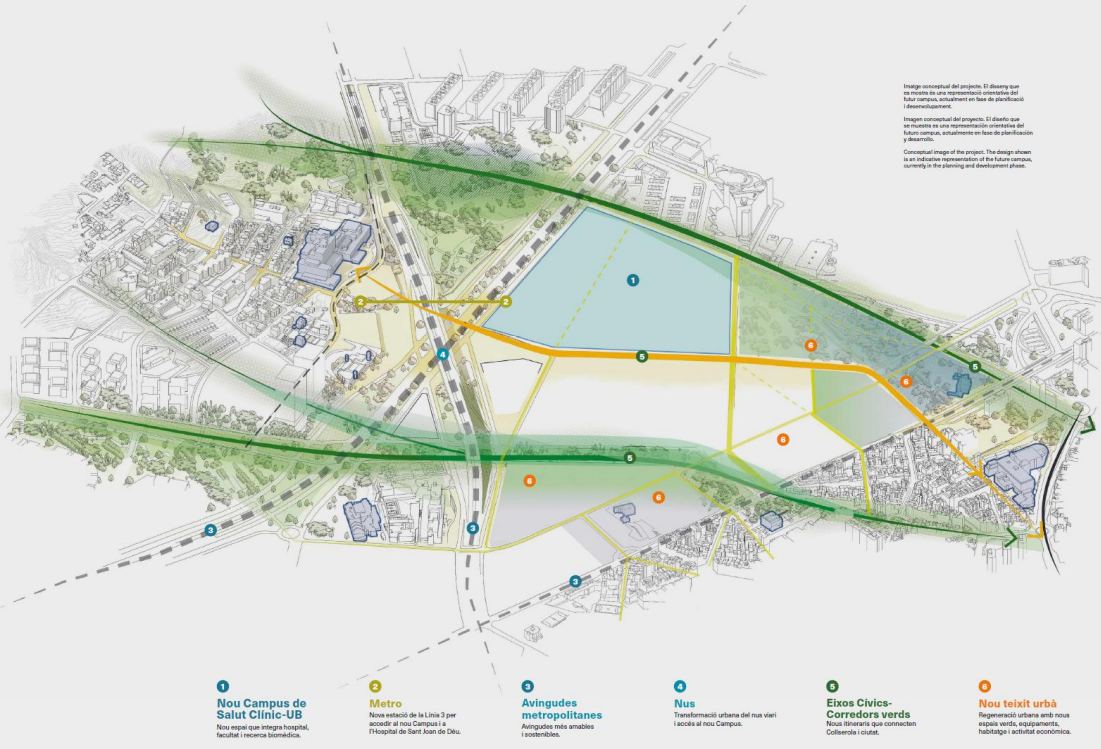 Imatge conceptual del projecte. El disseny que
es mostra és una representació orientativa del
futur campus, actualment en fase de planificació
i desenvolupament.
Imagen conceptual del proyecto. El diseño que
se muestra es una representación orientativa del
futuro campus, actualmente en fase de planificación
y desarrollo.
Conceptual image of the project. The design shown
is an indicative representation of the future campus,
currently in the planning and development phase.
1
2
2
5
6
4
5
6
6
5
6
6
3
3
3
1
Nou Campus de
Salut Clínic-UB
Nou espai que integra hospital,
facultat i recerca biomèdica.
2
Metro
Nova estació de la Línia 3 per
accedir al nou Campus i a
l'Hospital de Sant Joan de Déu.
3
Avingudes
metropolitanes
Avingudes més amables
i sostenibles.
4
Nus
Transformació urbana del nus viari
i accés al nou Campus.
5
Eixos Cívics-
Corredors verds
Nous itineraris que connecten
Collserola i ciutat.
6
Nou teixit urbà
Regeneració urbana amb nous
espais verds, equipaments,
habitatge i activitat econòmica.